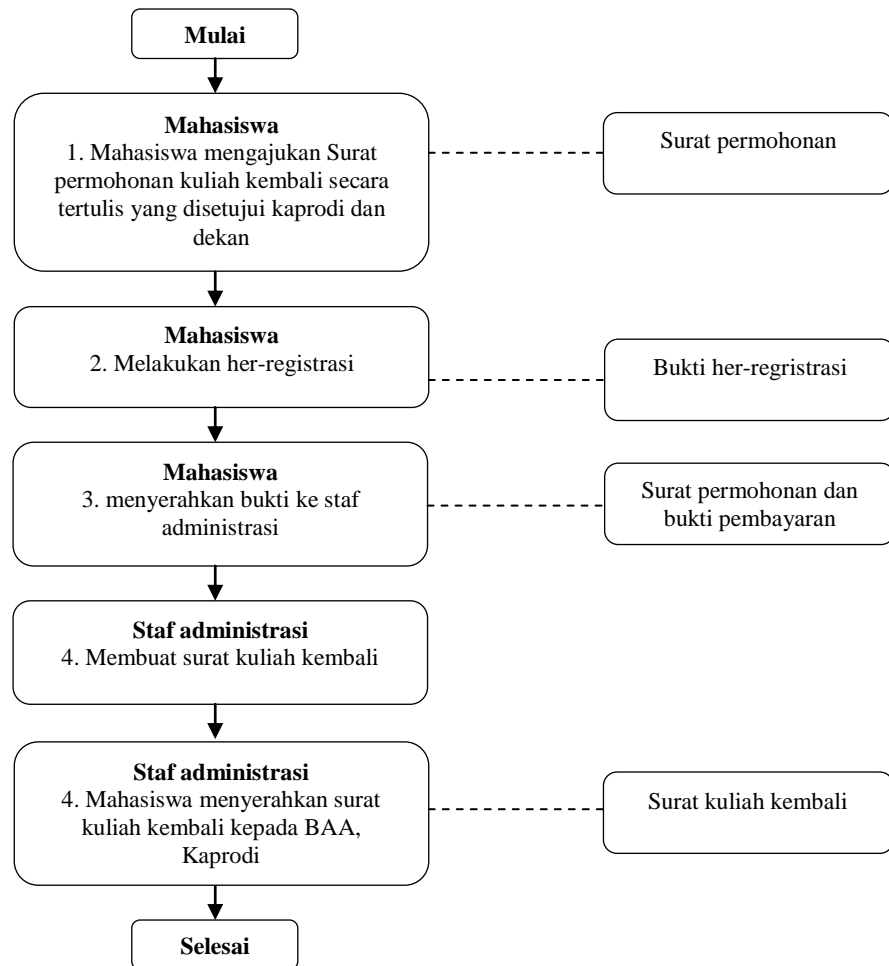 Mulai
Mahasiswa
1. Mahasiswa mengajukan Surat
permohonan kuliah kembali secara
tertulis yang disetujui kaprodi dan
dekan
Surat permohonan
Mahasiswa
2. Melakukan her-registrasi
Bukti her-regristrasi
Mahasiswa
3. menyerahkan bukti ke staf
administrasi
Surat permohonan dan
bukti pembayaran
Staf administrasi
4. Membuat surat kuliah kembali
Staf administrasi
4. Mahasiswa menyerahkan surat
kuliah kembali kepada BAA,
Kaprodi
Surat kuliah kembali
Selesai